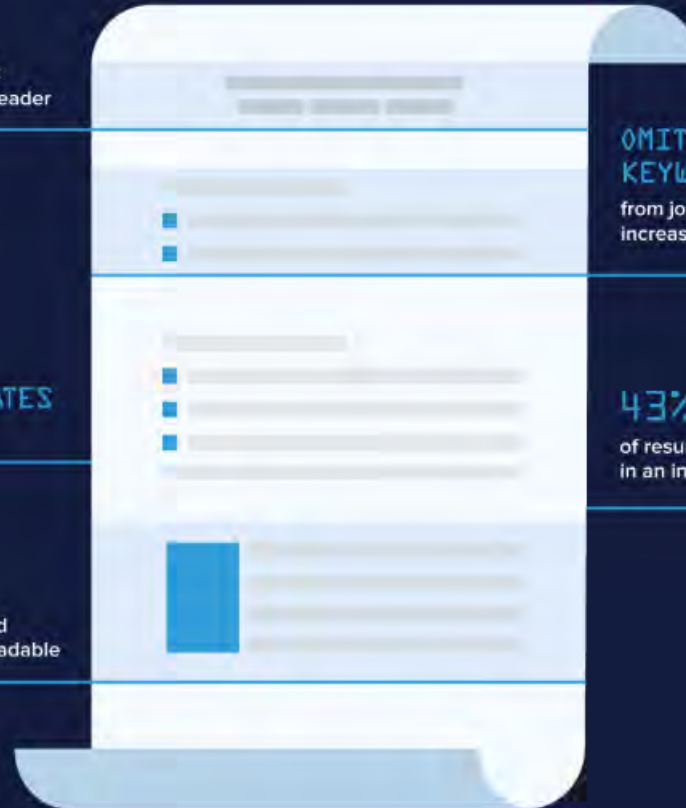 eader
OMIT
KEYW
from jo
increas
ATES
43%
of resu
in an in
d
adable